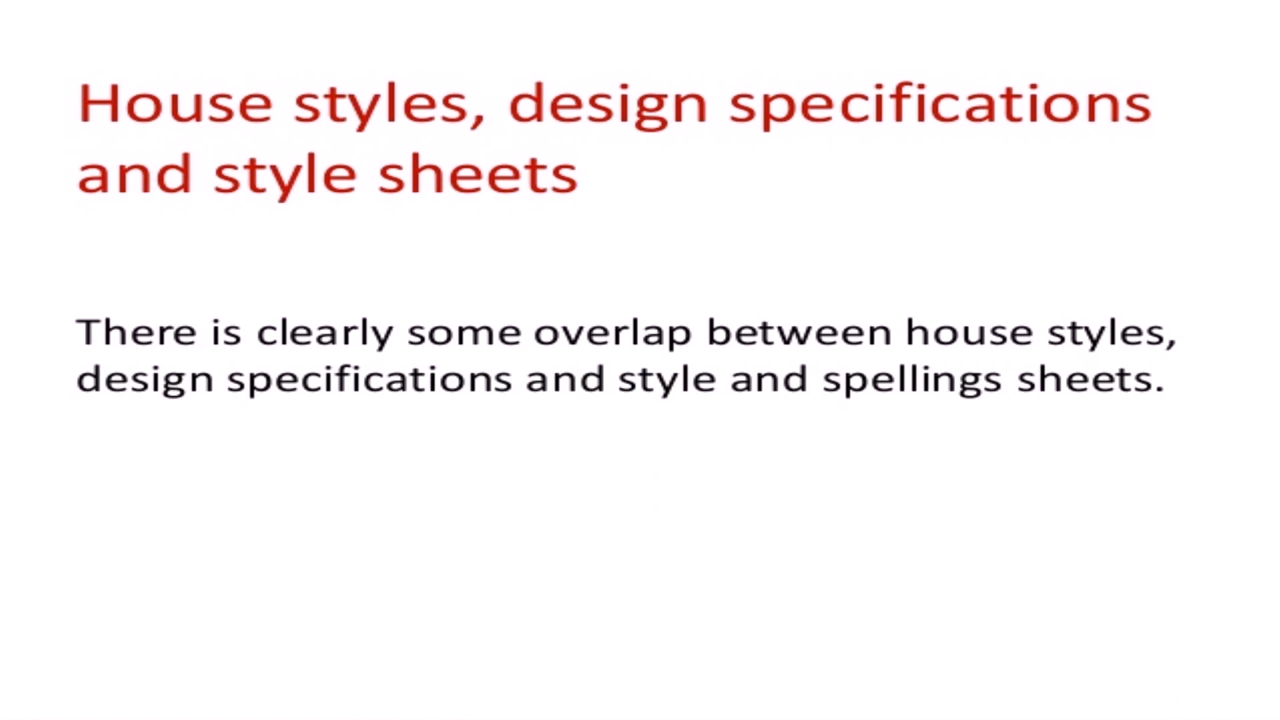 House styles, design specifications
and style sheets
There is clearly some overlap between house styles,
design specifications and style and spellings sheets.